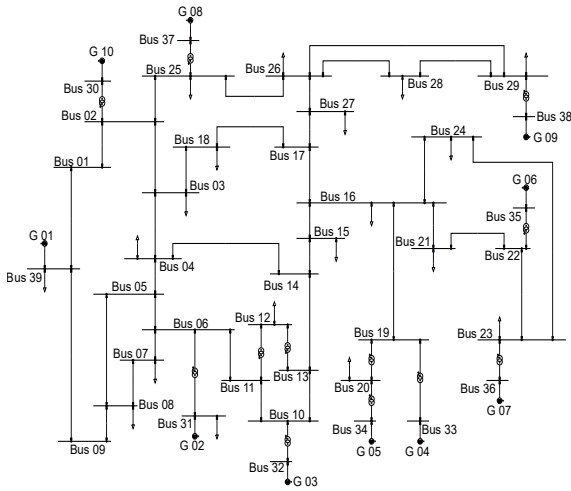 G 08
Bus 37
G 10
Bus 30
Bus 25
Bus 26
Bus 28
Bus 29
Bus 02
Bus 27
Bus 38
Bus 18
Bus 24
G 09
Bus 01
Bus 17
Bus 03
G 06
Bus 16
Bus 35
G 01
Bus 15
Bus 21
Bus 22
Bus 39
Bus 04
Bus 14
Bus 05
Bus 12
Bus 06
Bus 19
Bus 23
Bus 07
Bus 13
Bus 11
Bus 20
Bus 36
Bus 08
G 07
Bus 31
Bus 10
Bus 34
Bus 33
Bus 09
G 02
G 05
G 04
Bus 32
G 03